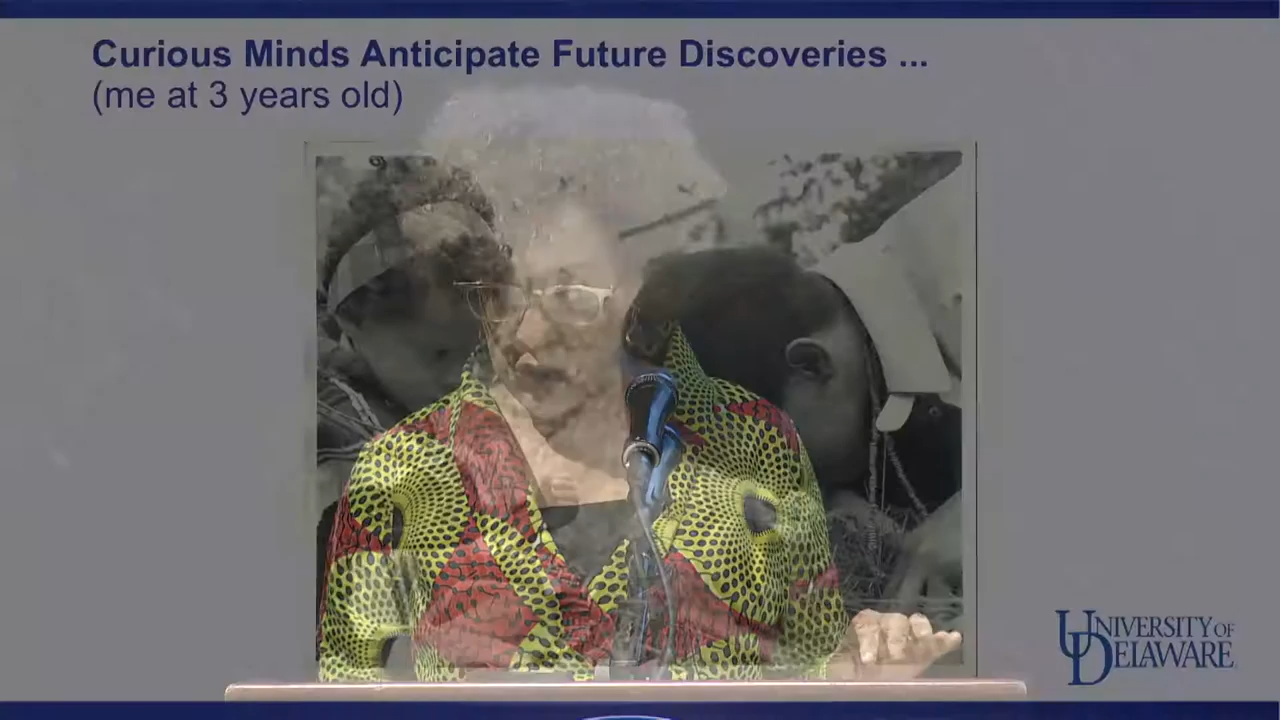 Curious Minds Anticipate Future Discoveries ...
(me at 3 years old)
UNIVERSITY OF
DELAWARE